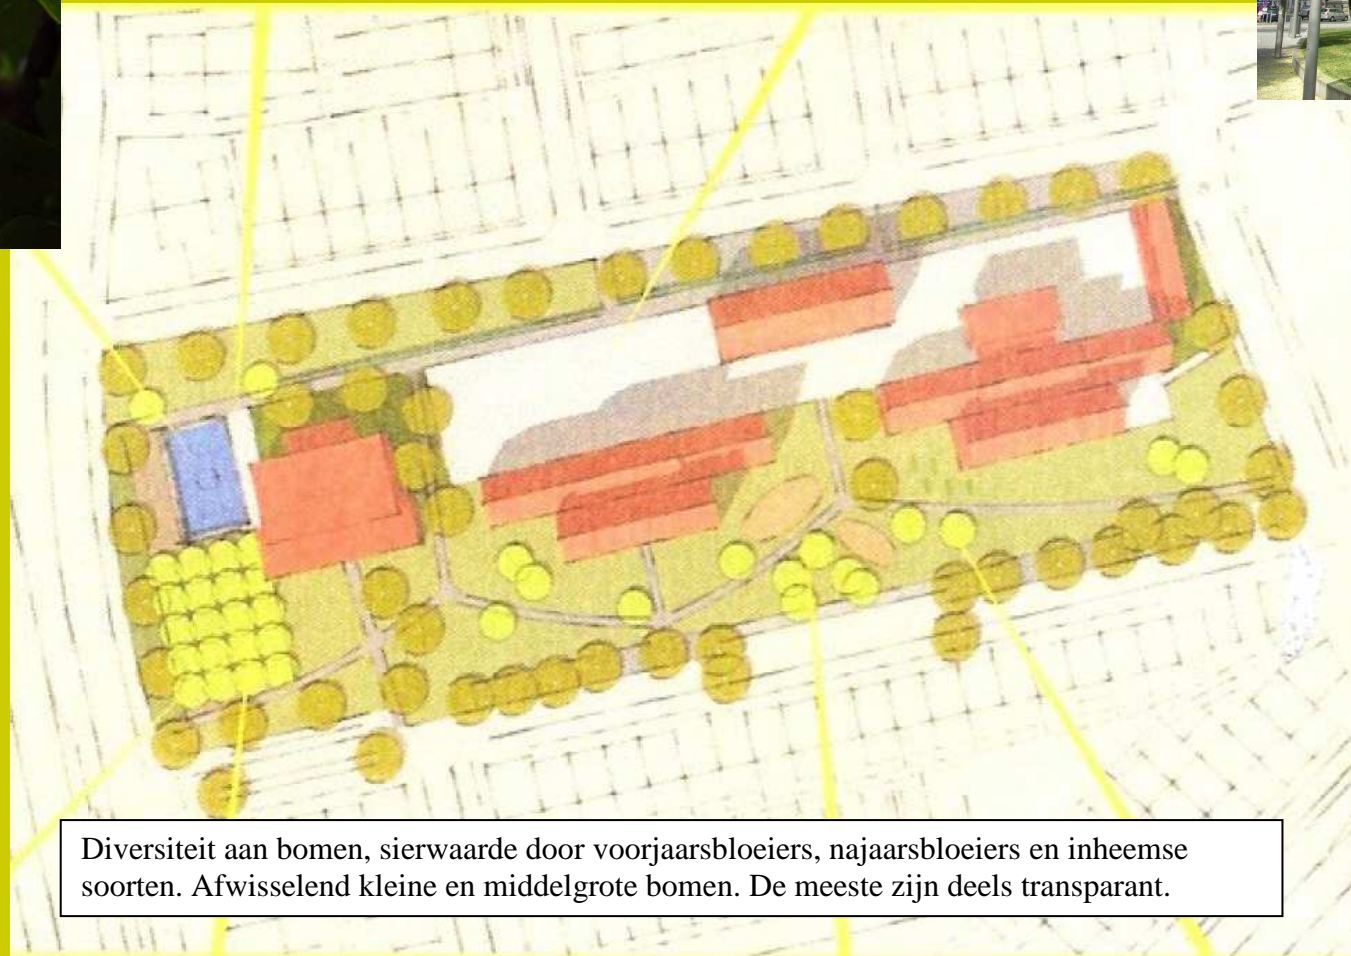 Diversiteit aan bomen, sierwaarde door voorjaarsbloeiers, najaarsbloeiers en inheemse
soorten. Afwisselend kleine en middelgrote bomen. De meeste zijn deels transparant.